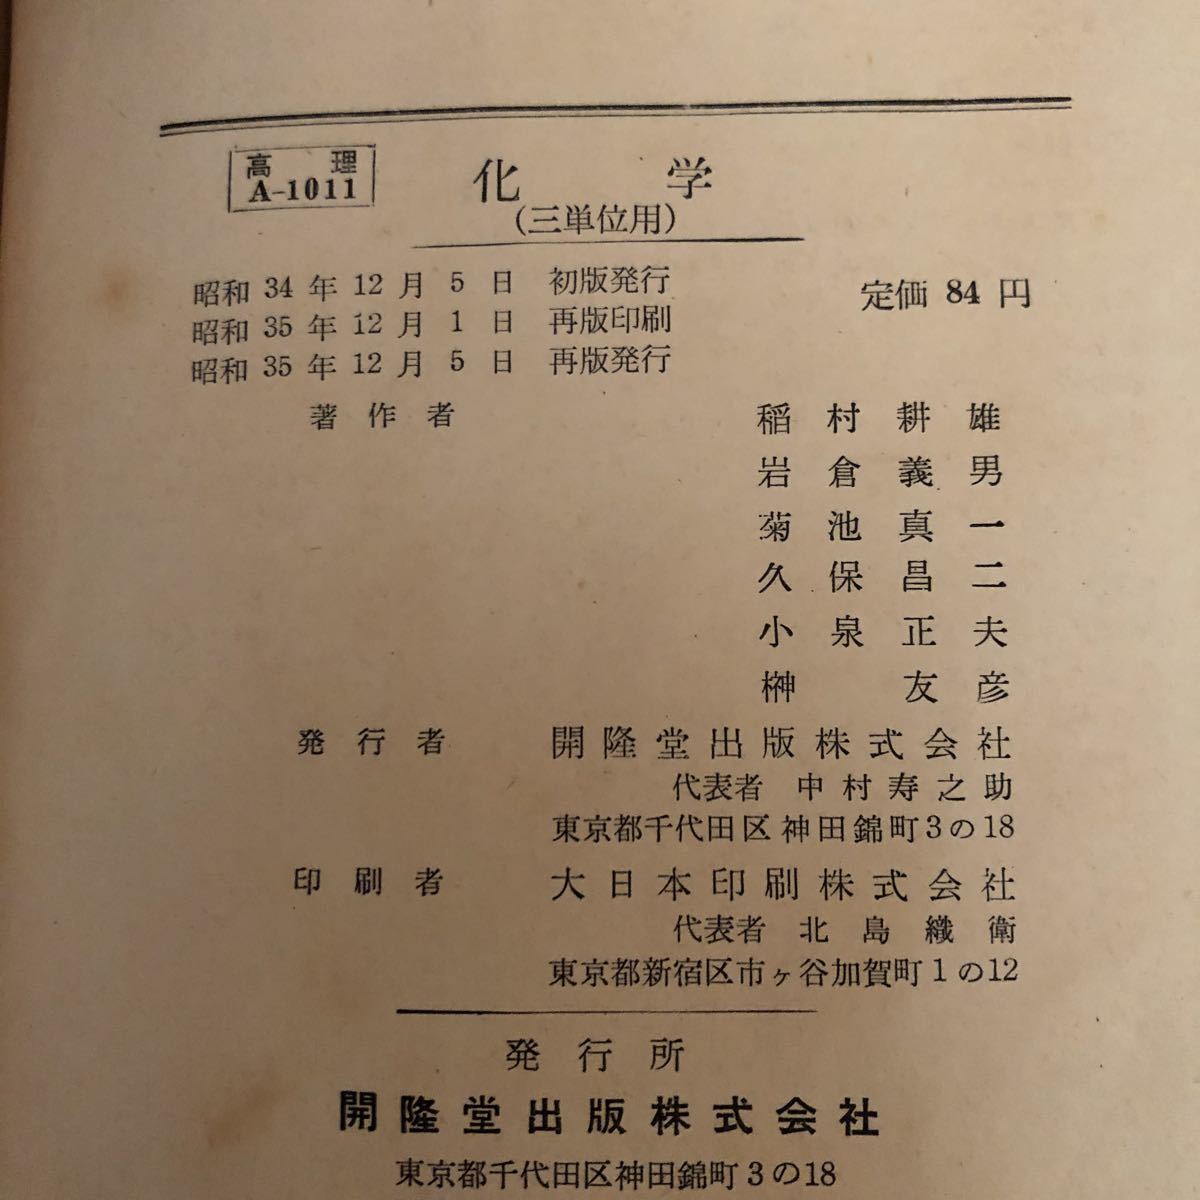 高理
A-1011
化学
(三単位用)
昭和 34 年 12 月 5 日 初版発行
昭和 35 年 12 月 1 日 再版印刷
昭和 35 年 12 月 5 日 再版発行
定価 84 円
著作者 稲村耕雄
岩倉義男
菊池真一
久保昌二
小泉正夫
榊友彦
発行者 開隆堂出版株式会社
代表者 中村寿之助
東京都千代田区神田錦町3の18
印刷者 大日本印刷株式会社
代表者 北島織衛
東京都新宿区市ヶ谷加賀町1の12
発行所
開隆堂出版株式会社
東京都千代田区神田錦町3の18